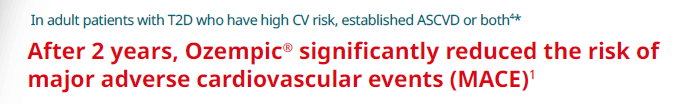 In adult patients with T2D who have high CV risk, established ASCVD or both⁴*
After 2 years, Ozempic® significantly reduced the risk of
major adverse cardiovascular events (MACE)¹